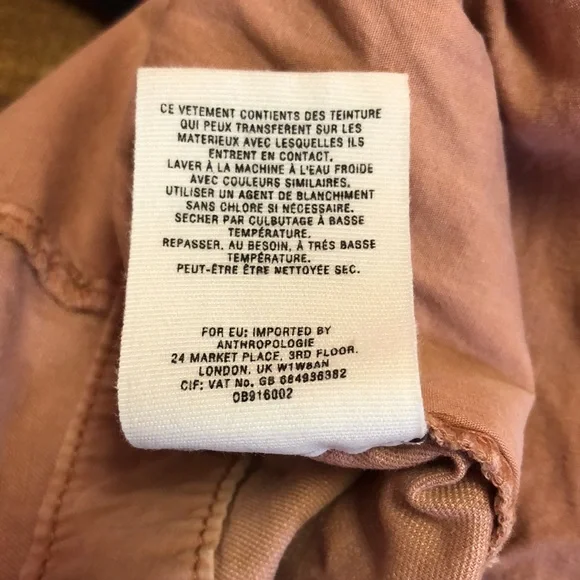 CE VETEMENT CONTIENTS DES TEINTURE
QUI PEUX TRANSFERENT SUR LES
MATERIEUX AVEC LESQUELLES ILS
ENTRENT EN CONTACT.
LAVER À LA MACHINE À L'EAU FROIDE
AVEC COULEURS SIMILAIRES.
UTILISER UN AGENT DE BLANCHIMENT
SANS CHLORE SI NÉCESSAIRE.
SECHER PAR CULBUTAGE À BASSE
TEMPÉRATURE.
REPASSER, AU BESOIN, À TRÉS BASSE
TEMPÉRATURE.
PEUT-ÊTRE ÊTRE NETTOYÉE SEC.
FOR EU: IMPORTED BY
ANTHROPOLOGIE
24 MARKET PLACE, 3RD FLOOR.
LONDON, UK W1W8AN
CIF: VAT No. GB 684936382
OB916002